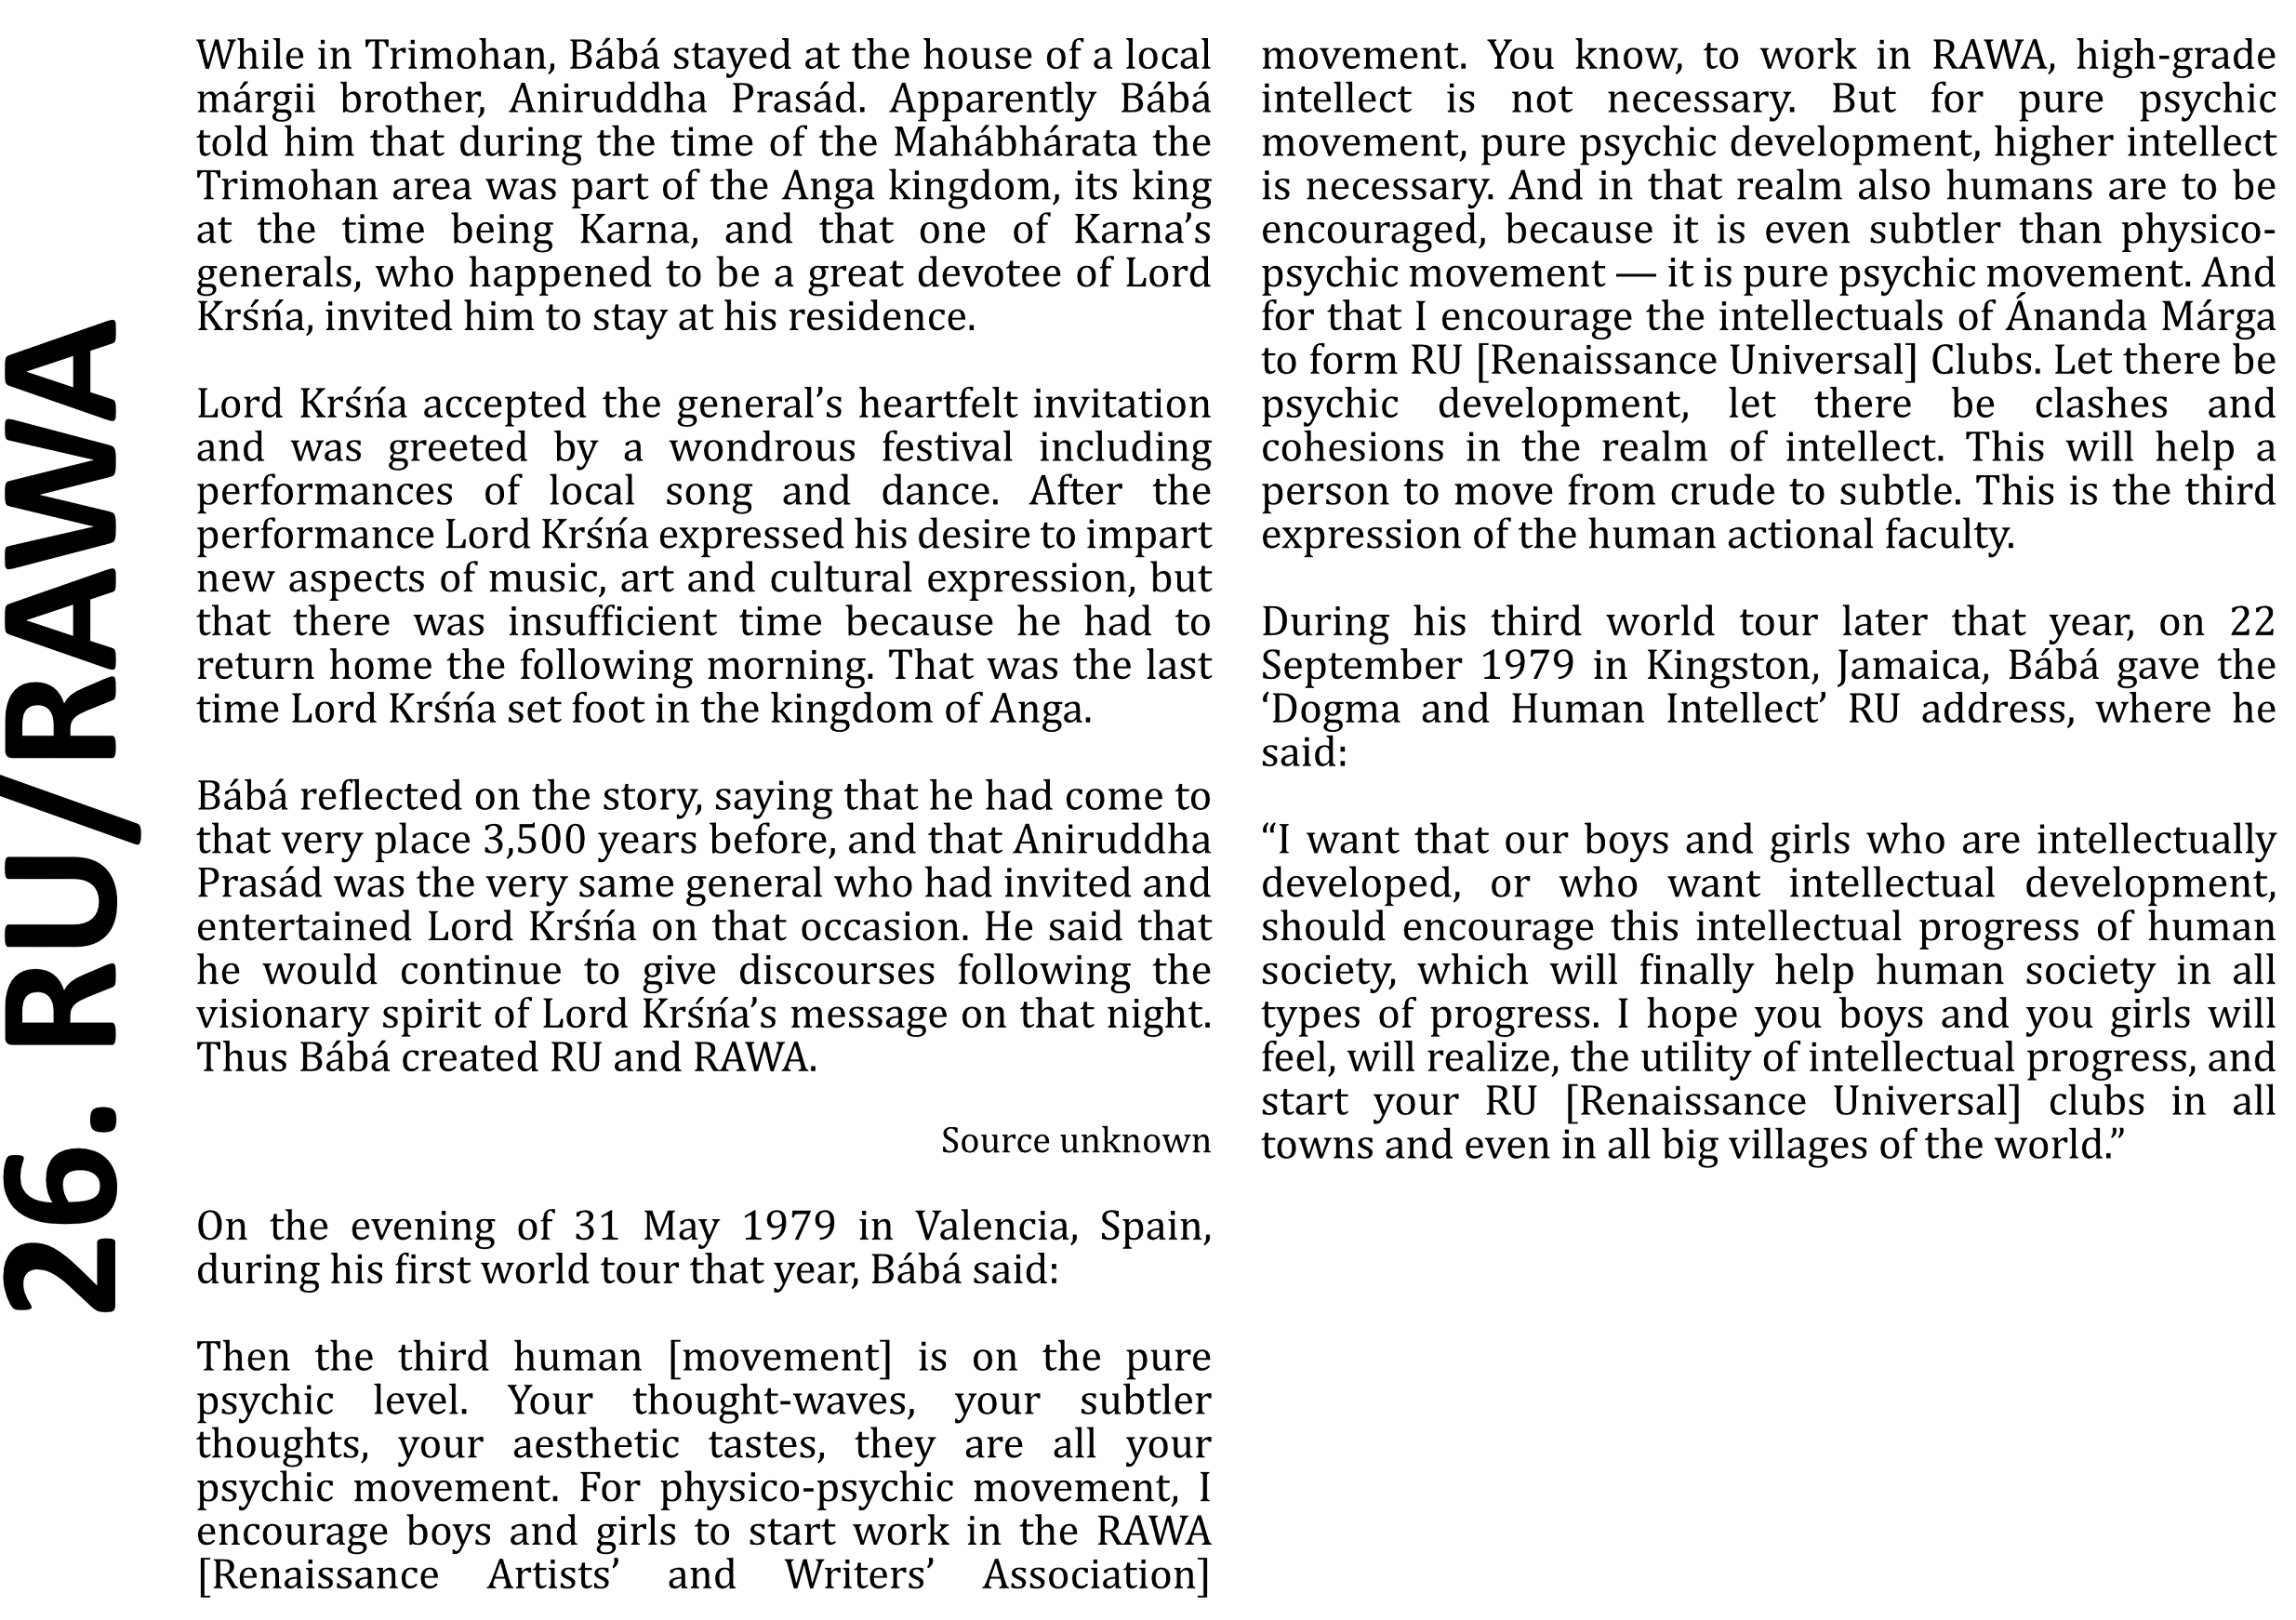 26. RU/RAWA
While in Trimohan, Bábá stayed at the house of a local
márgii brother, Aniruddha Prasád. Apparently Bábá
told him that during the time of the Mahábhárata the
Trimohan area was part of the Anga kingdom, its king
at the time being Karna, and that one of Karna’s
generals, who happened to be a great devotee of Lord
Krśńa, invited him to stay at his residence.
Lord Krśńa accepted the general’s heartfelt invitation
and was greeted by a wondrous festival including
performances of local song and dance. After the
performance Lord Krśńa expressed his desire to impart
new aspects of music, art and cultural expression, but
that there was insufficient time because he had to
return home the following morning. That was the last
time Lord Krśńa set foot in the kingdom of Anga.
Bábá reflected on the story, saying that he had come to
that very place 3,500 years before, and that Aniruddha
Prasád was the very same general who had invited and
entertained Lord Krśńa on that occasion. He said that
he would continue to give discourses following the
visionary spirit of Lord Krśńa’s message on that night.
Thus Bábá created RU and RAWA.
Source unknown
On the evening of 31 May 1979 in Valencia, Spain,
during his first world tour that year, Bábá said:
Then the third human [movement] is on the pure
psychic level. Your thought-waves, your subtler
thoughts, your aesthetic tastes, they are all your
psychic movement. For physico-psychic movement, I
encourage boys and girls to start work in the RAWA
[Renaissance Artists’ and Writers’ Association]
movement. You know, to work in RAWA, high-grade
intellect is not necessary. But for pure psychic
movement, pure psychic development, higher intellect
is necessary. And in that realm also humans are to be
encouraged, because it is even subtler than physico-
psychic movement — it is pure psychic movement. And
for that I encourage the intellectuals of Ánanda Márga
to form RU [Renaissance Universal] Clubs. Let there be
psychic development, let there be clashes and
cohesions in the realm of intellect. This will help a
person to move from crude to subtle. This is the third
expression of the human actional faculty.
During his third world tour later that year, on 22
September 1979 in Kingston, Jamaica, Bábá gave the
‘Dogma and Human Intellect’ RU address, where he
said:
“I want that our boys and girls who are intellectually
developed, or who want intellectual development,
should encourage this intellectual progress of human
society, which will finally help human society in all
types of progress. I hope you boys and you girls will
feel, will realize, the utility of intellectual progress, and
start your RU [Renaissance Universal] clubs in all
towns and even in all big villages of the world.”